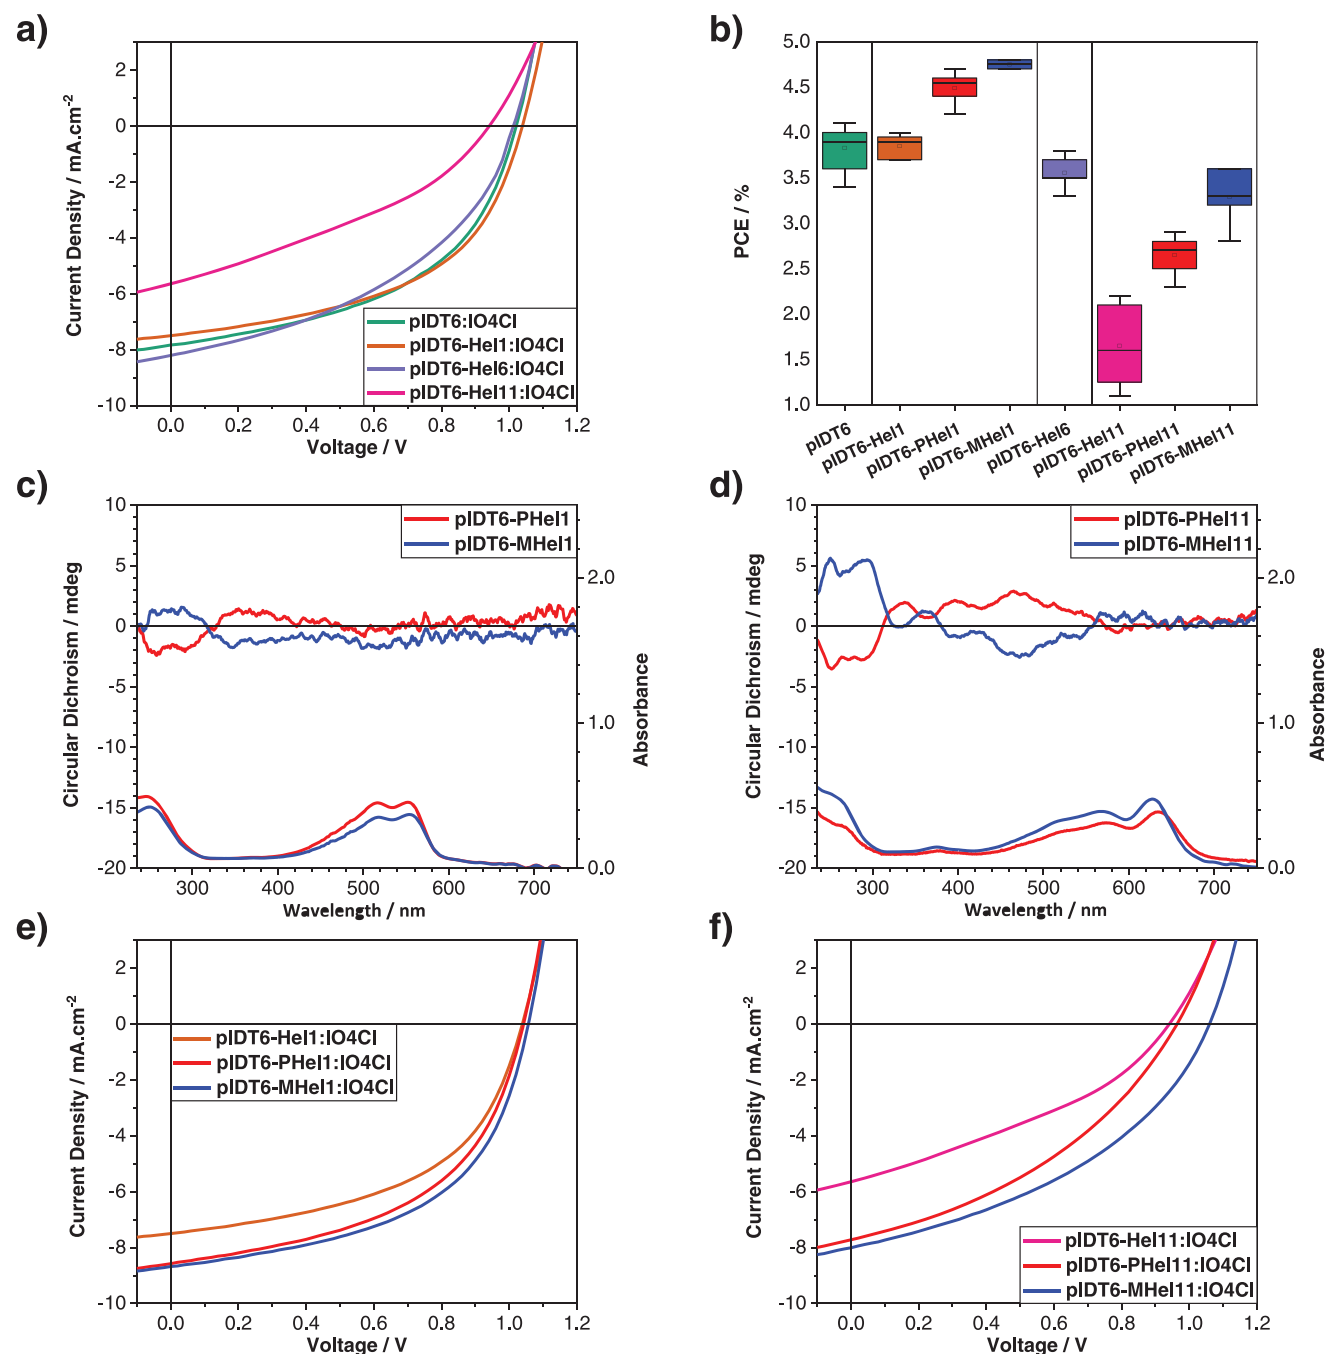 a)
2
0
-2
-4
-6
-8
-10
Current Density / mA.cm-2
pIDT6:IO4Cl
pIDT6-Hel1:IO4Cl
pIDT6-Hel6:IO4Cl
pIDT6-Hel11:IO4Cl
0.0 0.2 0.4 0.6 0.8 1.0 1.2
Voltage / V
b)
5.0
4.5
4.0
3.5
3.0
2.5
2.0
1.5
1.0
PCE / %
pIDT6
pIDT6-Hel1
pIDT6-PHel1
pIDT6-MHel1
pIDT6-Hel6
pIDT6-Hel11
pIDT6-PHel11
pIDT6-MHel11
c)
10
5
0
-5
-10
-15
-20
Circular Dichroism / mdeg
pIDT6-PHel1
pIDT6-MHel1
2.0
1.0
0.0
Absorbance
300 400 500 600 700
Wavelength / nm
d)
10
5
0
-5
-10
-15
-20
Circular Dichroism / mdeg
pIDT6-PHel11
pIDT6-MHel11
2.0
1.0
0.0
Absorbance
300 400 500 600 700
Wavelength / nm
e)
2
0
-2
-4
-6
-8
-10
Current Density / mA.cm-2
pIDT6-Hel1:IO4Cl
pIDT6-PHel1:IO4Cl
pIDT6-MHel1:IO4Cl
0.0 0.2 0.4 0.6 0.8 1.0 1.2
Voltage / V
f)
2
0
-2
-4
-6
-8
-10
Current Density / mA.cm-2
pIDT6-Hel11:IO4Cl
pIDT6-PHel11:IO4Cl
pIDT6-MHel11:IO4Cl
0.0 0.2 0.4 0.6 0.8 1.0 1.2
Voltage / V